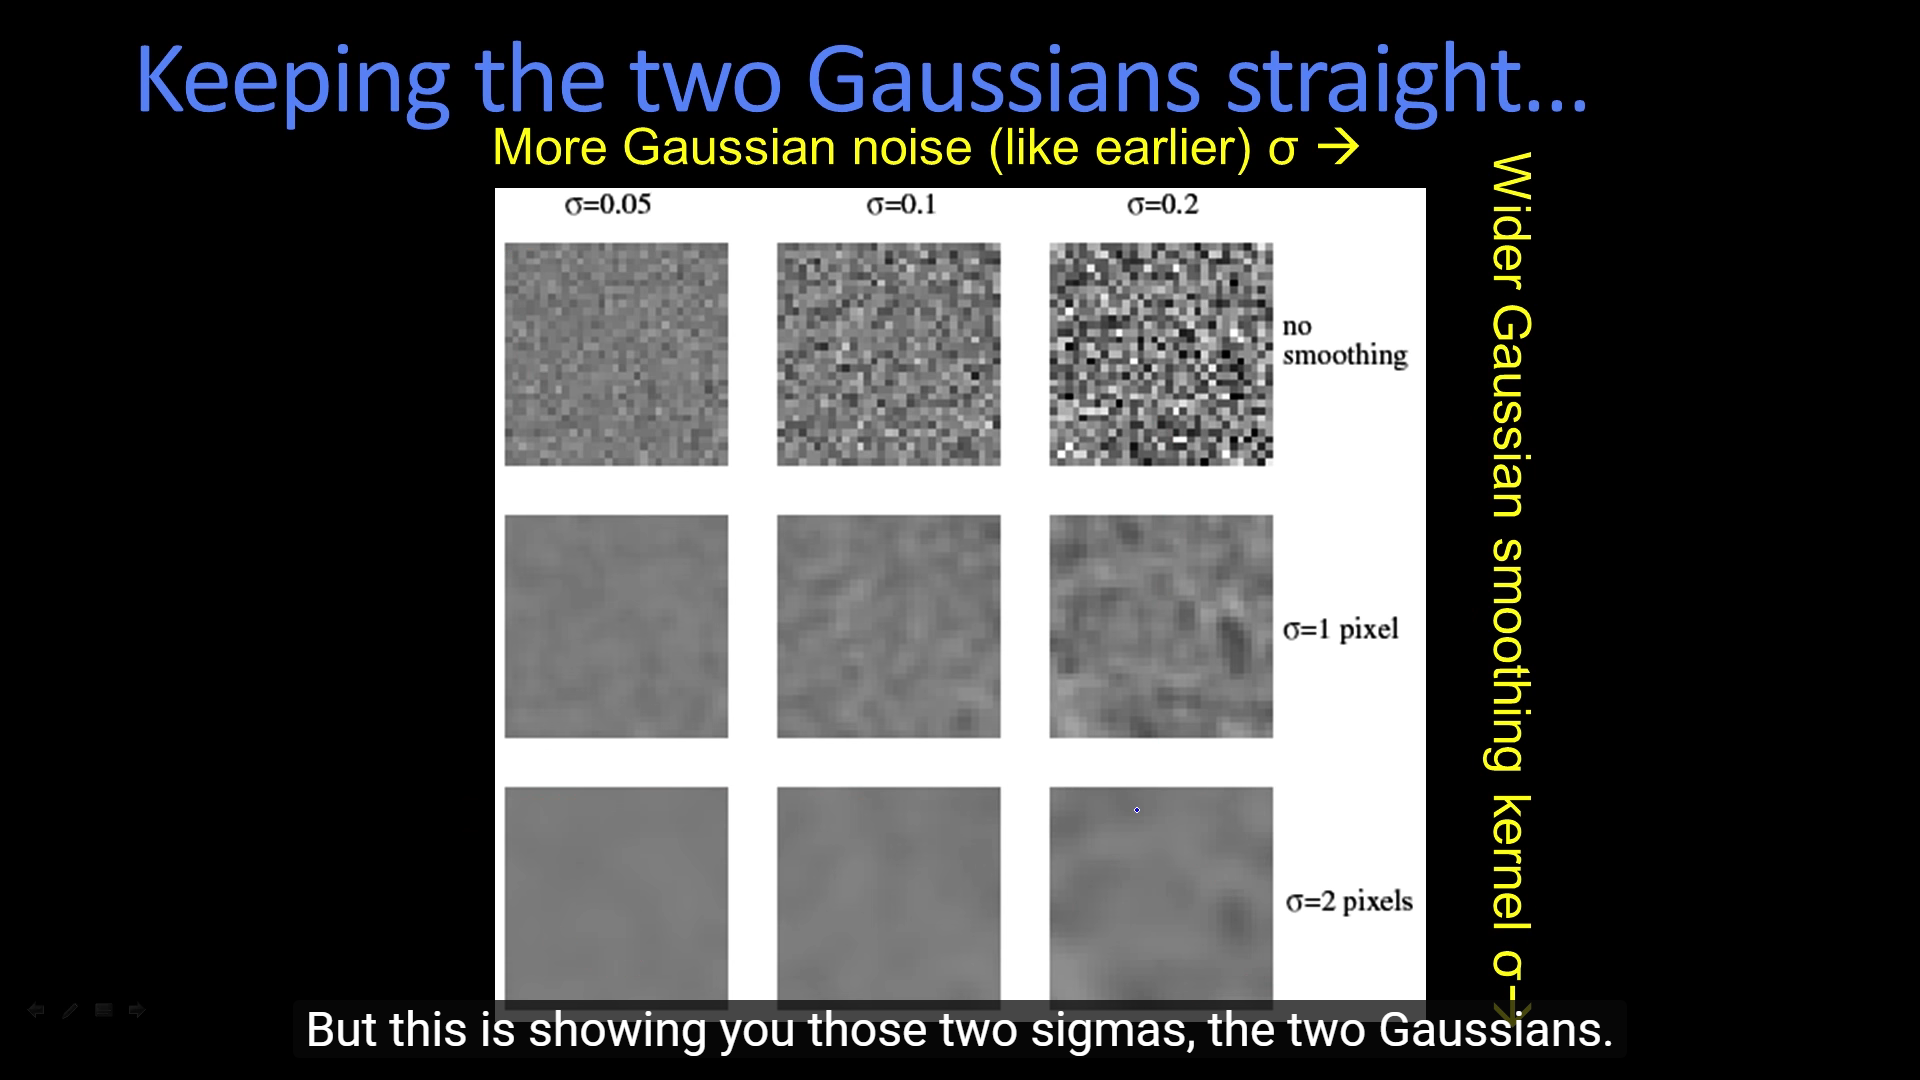 Keeping the two Gaussians straight...
More Gaussian noise (like earlier) σ →
σ=0.05
σ=0.1
σ=0.2
no
smoothing
σ=1 pixel
σ=2 pixels
Wider Gaussian smoothing kernel σ→
But this is showing you those two sigmas, the two Gaussians.